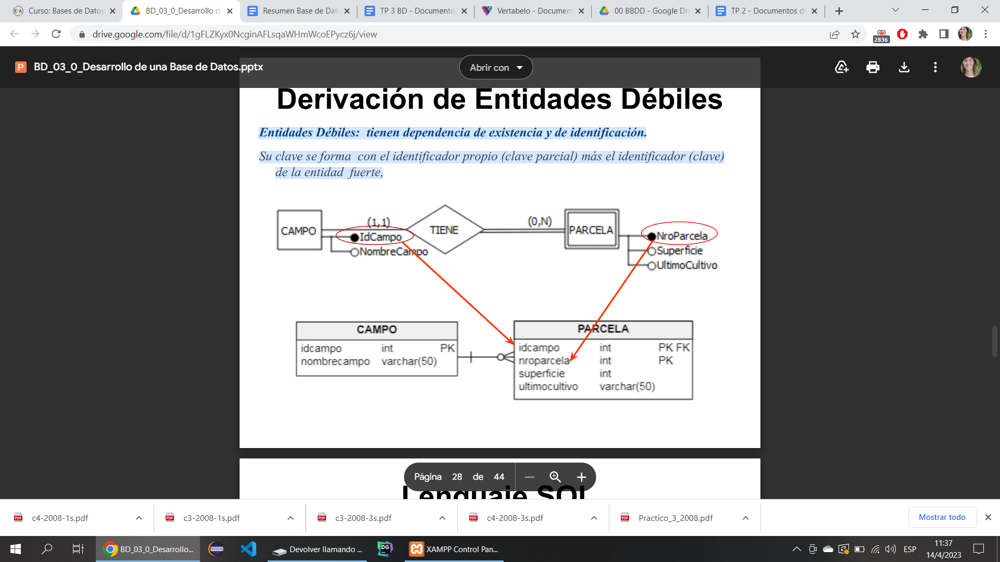 Curso: Bases de Datos
BD_03_0_Desarrollo d
Resumen Base de Dat
TP 3 BD - Documento
Vertabelo - Document
00 BBDD - Google Dri
TP 2 - Documentos d
drive.google.com/file/d/1gFLZKyx0NcginAFLsqaWHmWcoEPycz6j/view
2836
P BD_03_0_Desarrollo de una Base de Datos.pptx
Abrir con
Derivación de Entidades Débiles
Entidades Débiles: tienen dependencia de existencia y de identificación.
Su clave se forma con el identificador propio (clave parcial) más el identificador (clave)
de la entidad fuerte,
CAMPO
(1,1)
IdCampo
NombreCampo
TIENE
(0,N)
PARCELA
NroParcela
Superficie
UltimoCultivo
CAMPO
idcampo int PK
nombrecampo varchar(50)
PARCELA
idcampo int PK FK
nroparcela int PK
superficie int
ultimocultivo varchar(50)
Página 28 de 44
Lenguaje SQL
c4-2008-1s.pdf
c3-2008-1s.pdf
c3-2008-3s.pdf
c4-2008-3s.pdf
Practico_3_2008.pdf
Mostrar todo
BD_03_0_Desarrollo...
Devolver llamando ...
DG
XAMPP Control Pan...
ESP
11:37
14/4/2023